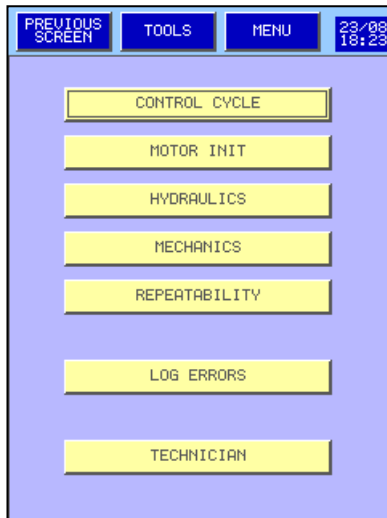 PREVIOUS
SCREEN
TOOLS
MENU
23/08
18:23
CONTROL CYCLE
MOTOR INIT
HYDRAULICS
MECHANICS
REPEATABILITY
LOG ERRORS
TECHNICIAN